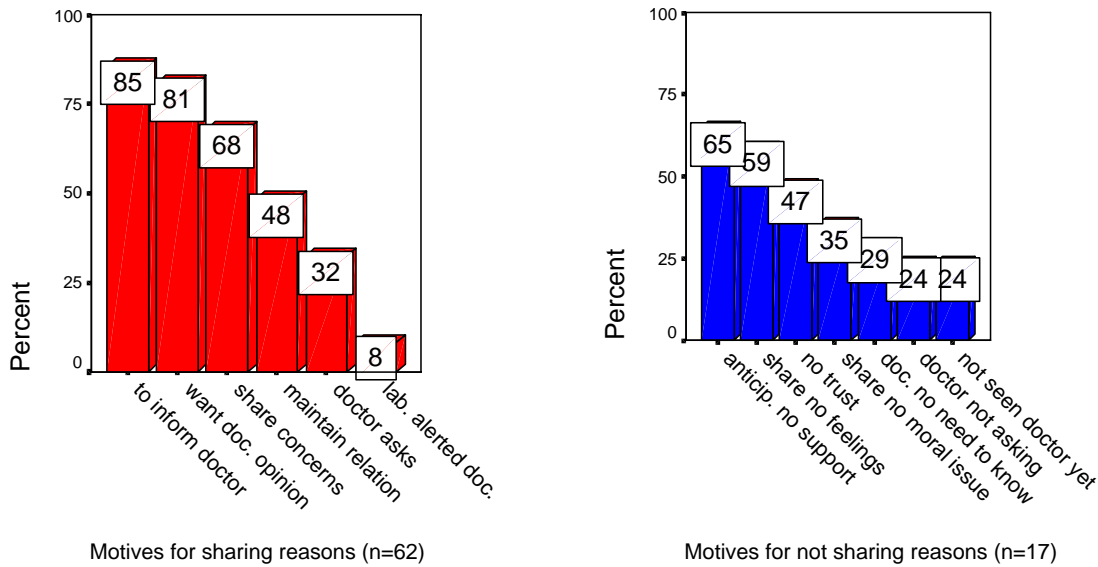 100
75
50
25
0
Percent
85
81
68
48
32
8
to inform doctor
want doc. opinion
share concerns
maintain relation
doctor asks
lab. alerted doc.
Motives for sharing reasons (n=62)
100
75
50
25
0
Percent
65
59
47
35
29
24
24
anticip. no support
share no feelings
no trust
share no moral issue
doc. no need to know
doctor not asking
not seen doctor yet
Motives for not sharing reasons (n=17)